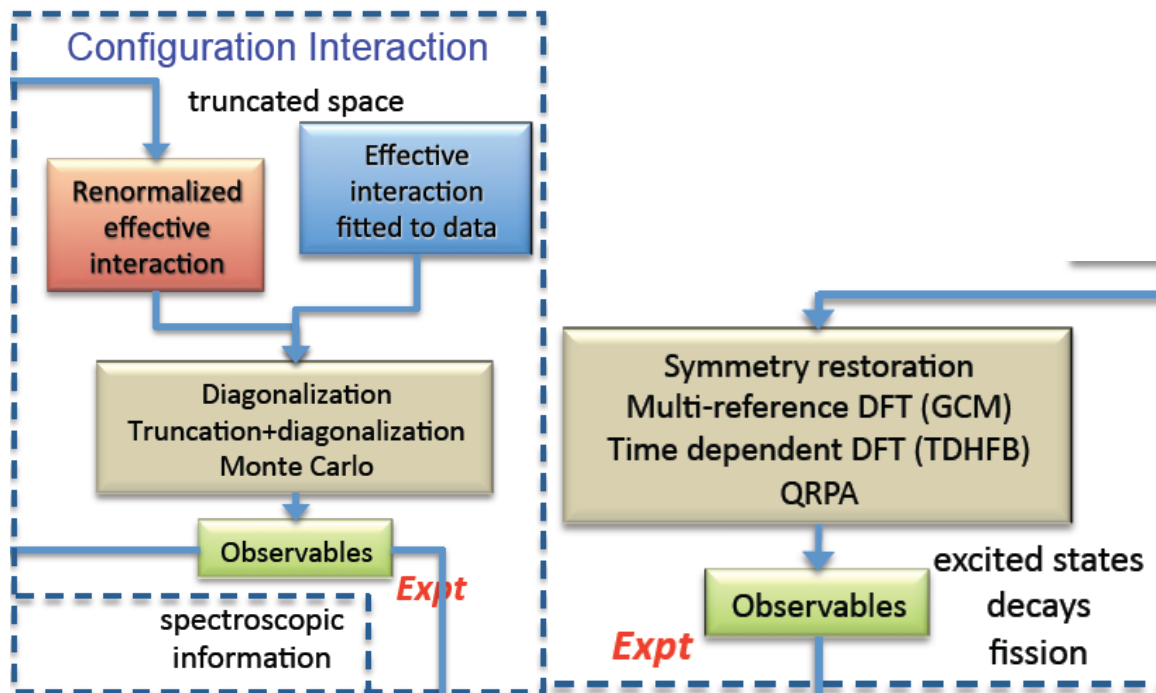 Configuration Interaction
truncated space
Renormalized
effective
interaction
Effective
interaction
fitted to data
Diagonalization
Truncation+diagonalization
Monte Carlo
Observables
Expt
spectroscopic
information
Symmetry restoration
Multi-reference DFT (GCM)
Time dependent DFT (TDHFB)
QRPA
Observables
Expt
excited states
decays
fission